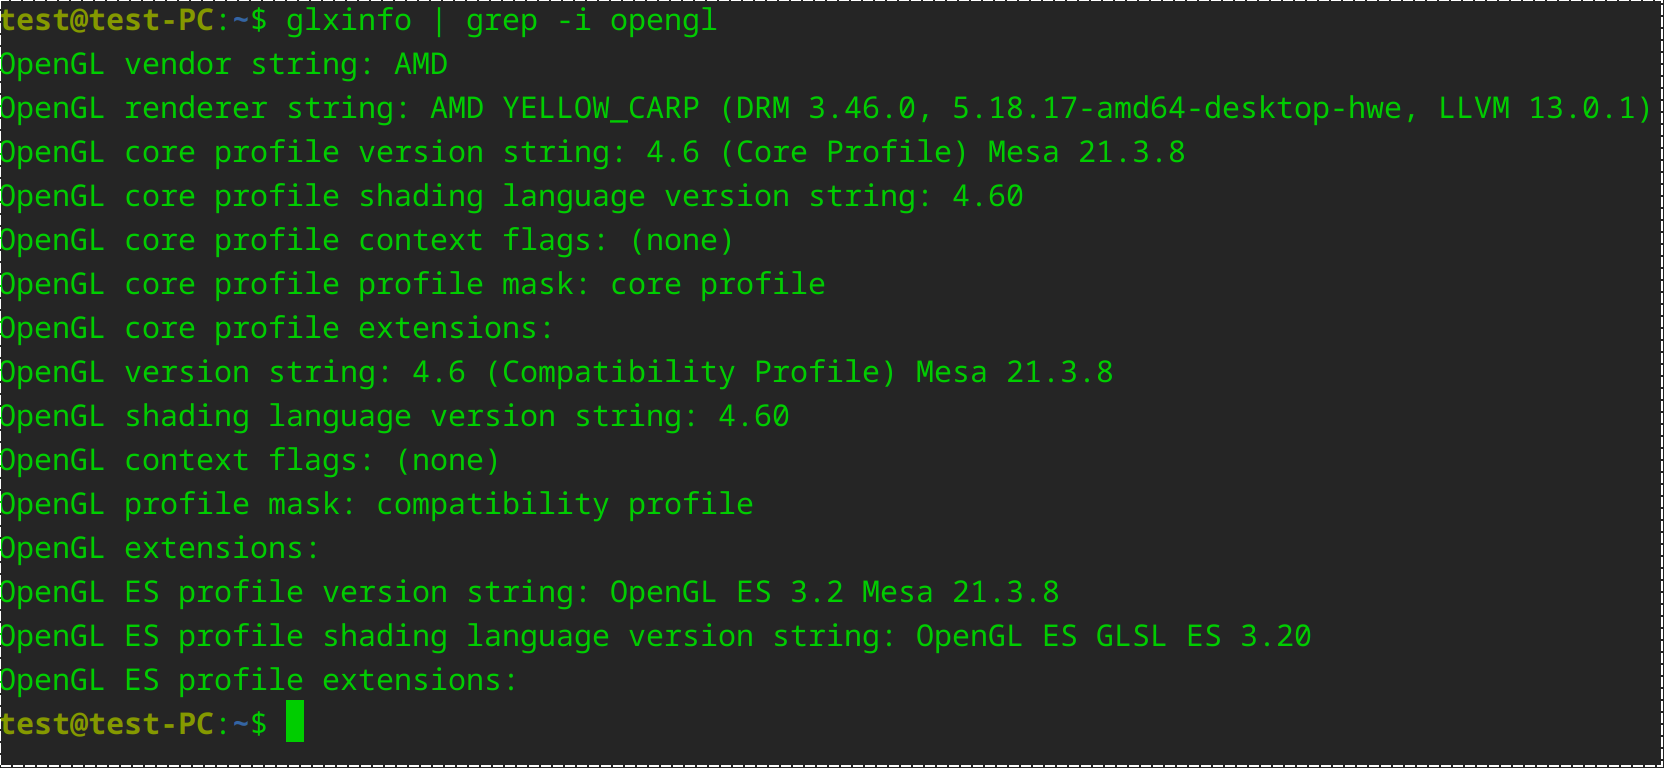 test@test-PC:~$ glxinfo | grep -i opengl
OpenGL vendor string: AMD
OpenGL renderer string: AMD YELLOW_CARP (DRM 3.46.0, 5.18.17-amd64-desktop-hwe, LLVM 13.0.1)
OpenGL core profile version string: 4.6 (Core Profile) Mesa 21.3.8
OpenGL core profile shading language version string: 4.60
OpenGL core profile context flags: (none)
OpenGL core profile profile mask: core profile
OpenGL core profile extensions:
OpenGL version string: 4.6 (Compatibility Profile) Mesa 21.3.8
OpenGL shading language version string: 4.60
OpenGL context flags: (none)
OpenGL profile mask: compatibility profile
OpenGL extensions:
OpenGL ES profile version string: OpenGL ES 3.2 Mesa 21.3.8
OpenGL ES profile shading language version string: OpenGL ES GLSL ES 3.20
OpenGL ES profile extensions:
test@test-PC:~$